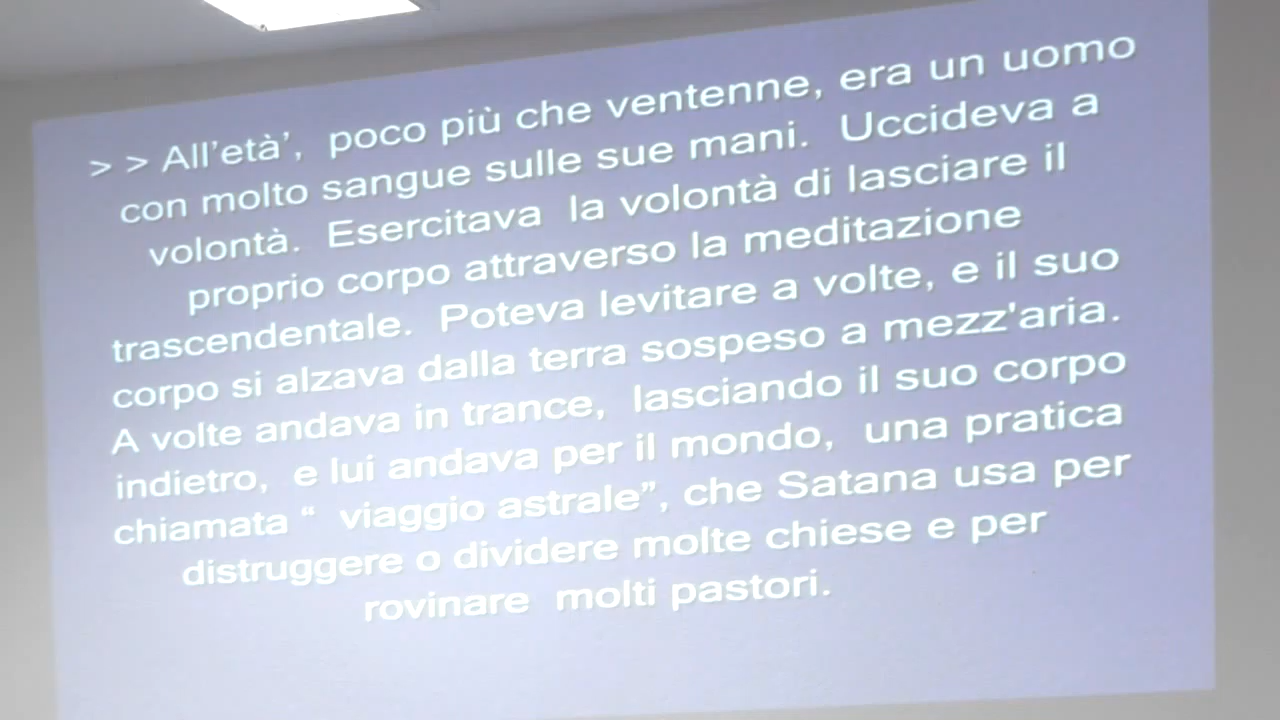 > > All’età’, poco più che ventenne, era un uomo
con molto sangue sulle sue mani. Uccideva a
volontà. Esercitava la volontà di lasciare il
proprio corpo attraverso la meditazione
trascendentale. Poteva levitare a volte, e il suo
corpo si alzava dalla terra sospeso a mezz'aria.
A volte andava in trance, lasciando il suo corpo
indietro, e lui andava per il mondo, una pratica
chiamata “ viaggio astrale”, che Satana usa per
distruggere o dividere molte chiese e per
rovinare molti pastori.